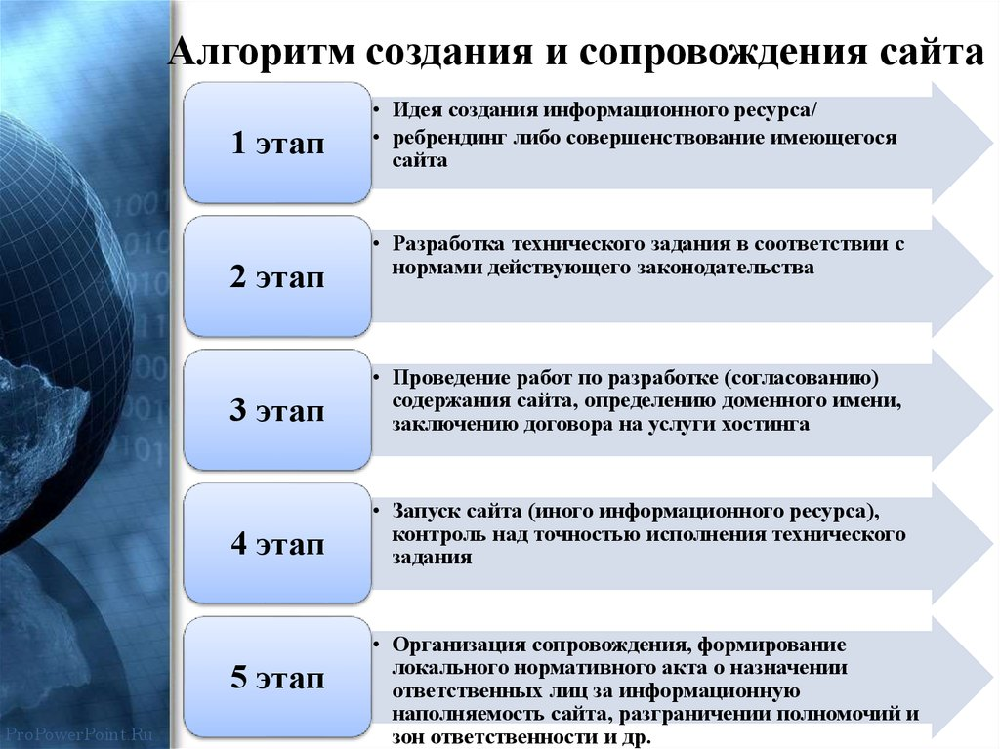 Алгоритм создания и сопровождения сайта
1 этап
• Идея создания информационного ресурса/
• ребрендинг либо совершенствование имеющегося
сайта
2 этап
• Разработка технического задания в соответствии с
нормами действующего законодательства
3 этап
• Проведение работ по разработке (согласованию)
содержания сайта, определению доменного имени,
заключению договора на услуги хостинга
4 этап
• Запуск сайта (иного информационного ресурса),
контроль над точностью исполнения технического
задания
5 этап
• Организация сопровождения, формирование
локального нормативного акта о назначении
ответственных лиц за информационную
наполняемость сайта, разграничении полномочий и
зон ответственности и др.
ProPowerPoint.Ru